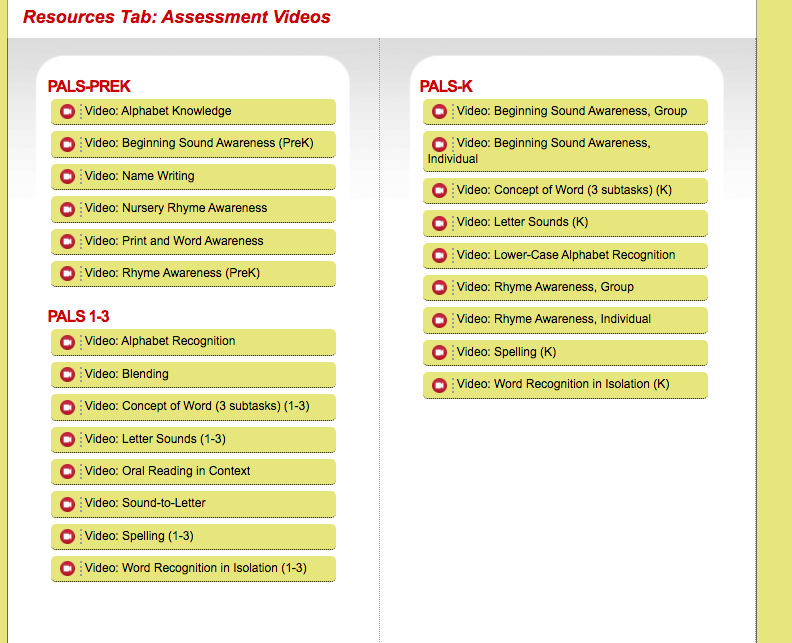 Resources Tab: Assessment Videos
PALS-PREK
Video: Alphabet Knowledge
Video: Beginning Sound Awareness (PreK)
Video: Name Writing
Video: Nursery Rhyme Awareness
Video: Print and Word Awareness
Video: Rhyme Awareness (PreK)
PALS 1-3
Video: Alphabet Recognition
Video: Blending
Video: Concept of Word (3 subtasks) (1-3)
Video: Letter Sounds (1-3)
Video: Oral Reading in Context
Video: Sound-to-Letter
Video: Spelling (1-3)
Video: Word Recognition in Isolation (1-3)
PALS-K
Video: Beginning Sound Awareness, Group
Video: Beginning Sound Awareness,
Individual
Video: Concept of Word (3 subtasks) (K)
Video: Letter Sounds (K)
Video: Lower-Case Alphabet Recognition
Video: Rhyme Awareness, Group
Video: Rhyme Awareness, Individual
Video: Spelling (K)
Video: Word Recognition in Isolation (K)